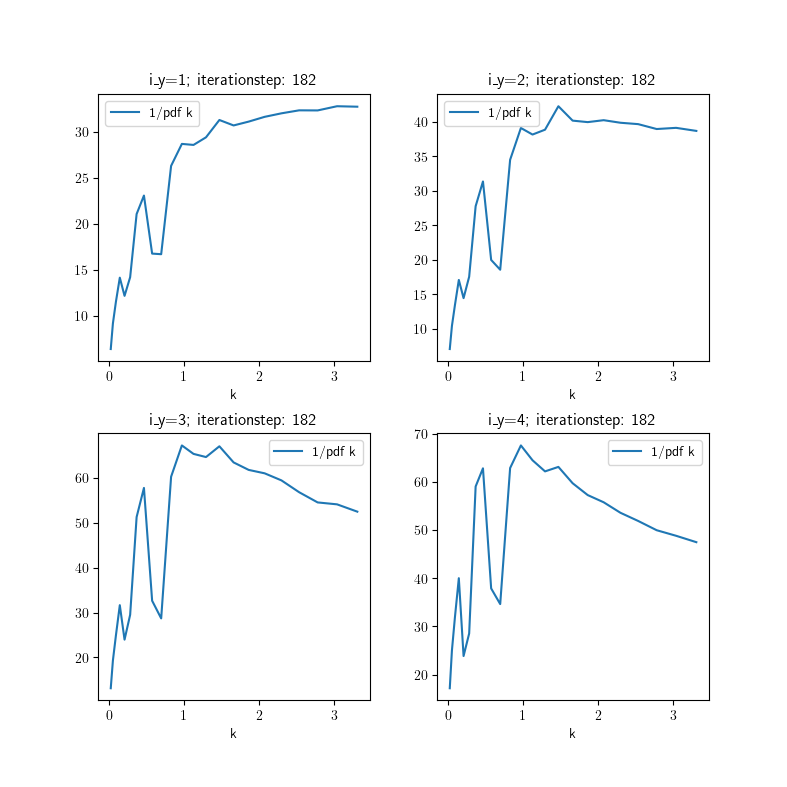 i_y=1; iterationstep: 182
1/pdf k
30
25
20
15
10
0 1 2 3
k
i_y=2; iterationstep: 182
1/pdf k
40
35
30
25
20
15
10
0 1 2 3
k
i_y=3; iterationstep: 182
1/pdf k
60
50
40
30
20
0 1 2 3
k
i_y=4; iterationstep: 182
1/pdf k
70
60
50
40
30
20
0 1 2 3
k